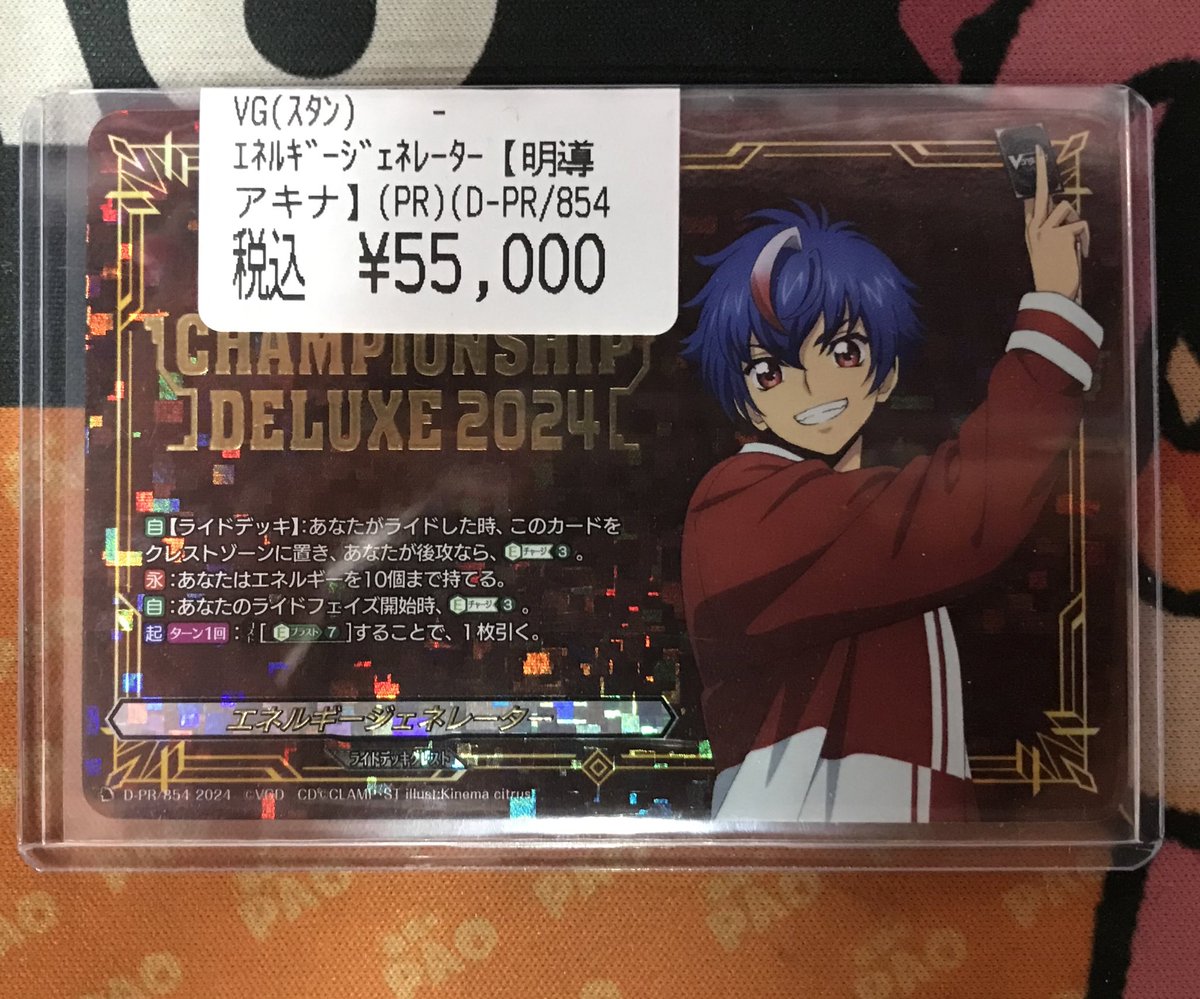 VG(ｽﾀﾝ) -
ｴﾈﾙｷﾞｰｼﾞｪﾈﾚｰﾀｰ【明導
アキナ】(PR)(D-PR/854
税込 ¥55,000
CHAMPIONSHIP
DELUXE 2024
自【ライドデッキ】:あなたがライドした時、このカードを
クレストゾーンに置き、あなたが後攻なら、Eチャージ 3 。
永:あなたはエネルギーを10個まで持てる。
自:あなたのライドフェイズ開始時、Eチャージ 3 。
起 ターン1回:[Eブラスト 7]することで、1枚引く。
エネルギージェネレーター
ライドデッキクレスト
D-PR/854 2024 ©VGD CD©CLAMP・ST illust:Kinema citrus